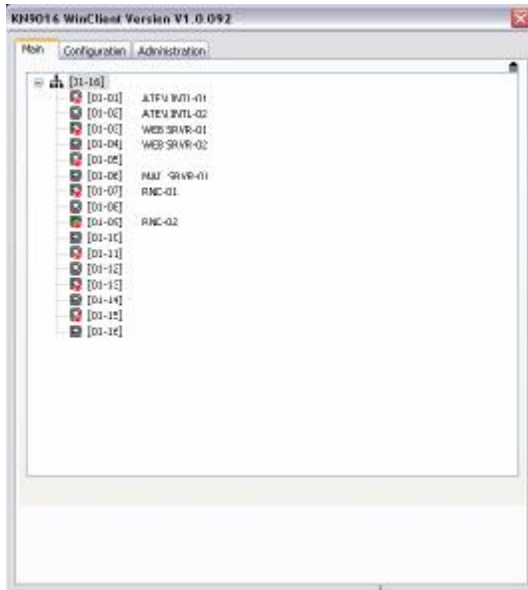 KN9016 WinClient Version V1.0.092
Main Configuration Administration
[01-16]
[01-01] ATEN INTL-01
[01-02] ATEN INTL-02
[01-03] WEB SRVR-01
[01-04] WEB SRVR-02
[01-05]
[01-06] SRVR-01
[01-07] RNC-01
[01-08]
[01-09] RNC-02
[01-10]
[01-11]
[01-12]
[01-13]
[01-14]
[01-15]
[01-16]